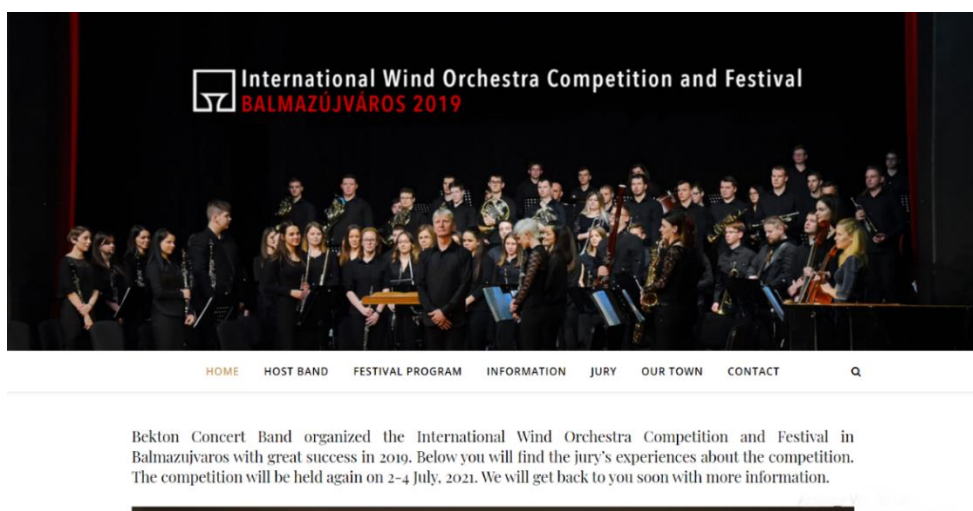 International Wind Orchestra Competition and Festival
BALMAZÚJVÁROS 2019
HOME HOST BAND FESTIVAL PROGRAM INFORMATION JURY OUR TOWN CONTACT
Bekton Concert Band organized the International Wind Orchestra Competition and Festival in
Balmazujvaros with great success in 2019. Below you will find the jury's experiences about the competition.
The competition will be held again on 2-4 July, 2021. We will get back to you soon with more information.